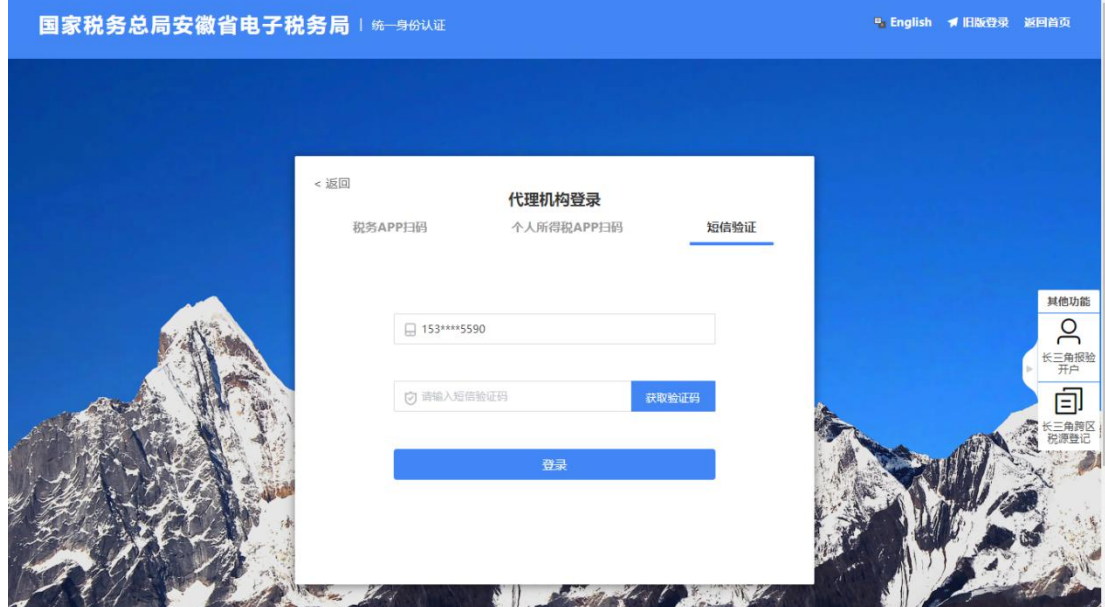 国家税务总局安徽省电子税务局 | 统一身份认证
English 旧版登录 返回首页
< 返回
代理机构登录
税务APP扫码 个人所得税APP扫码 短信验证
153****5590
请输入短信验证码 获取验证码
登录
其他功能
长三角报验
开户
长三角跨区
税源登记